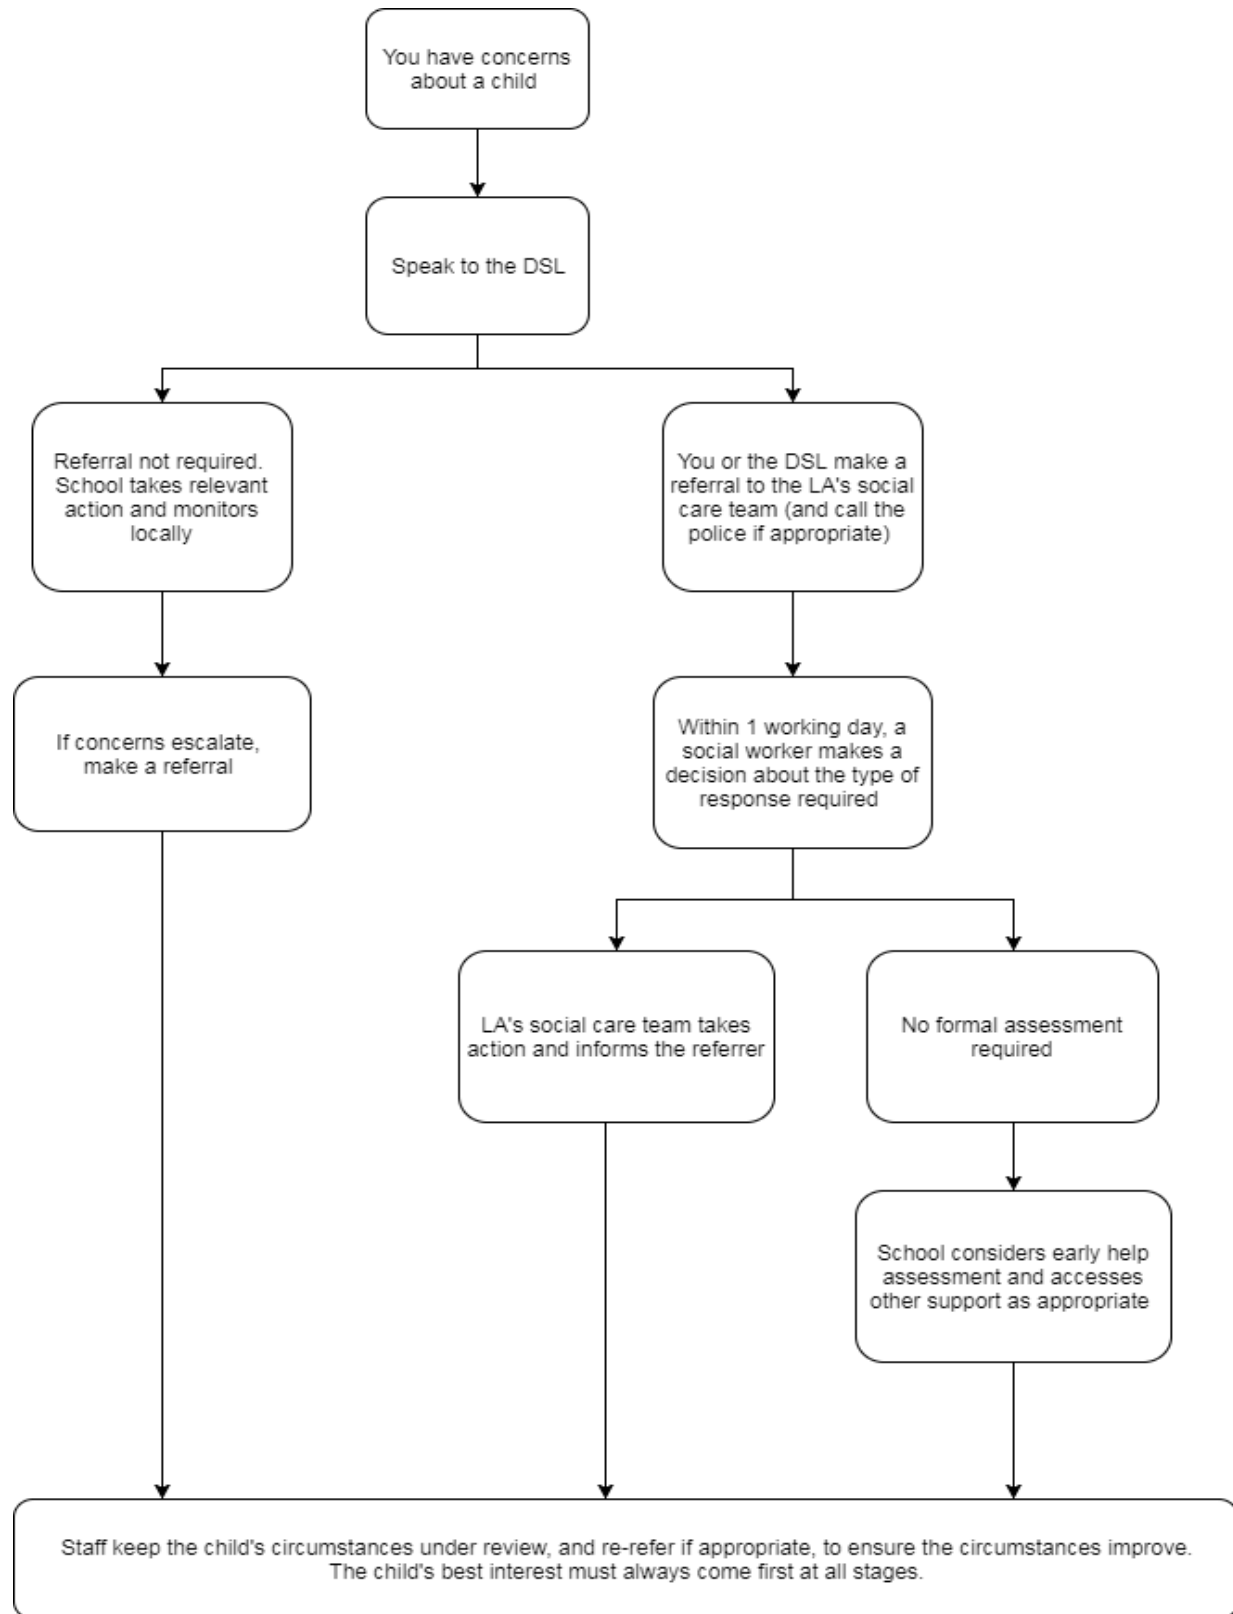 You have concerns
about a child
Speak to the DSL
Referral not required.
School takes relevant
action and monitors
locally
You or the DSL make a
referral to the LA's social
care team (and call the
police if appropriate)
If concerns escalate,
make a referral
Within 1 working day, a
social worker makes a
decision about the type of
response required
LA's social care team takes
action and informs the referrer
No formal assessment
required
School considers early help
assessment and accesses
other support as appropriate
Staff keep the child's circumstances under review, and re-refer if appropriate, to ensure the circumstances improve.
The child's best interest must always come first at all stages.